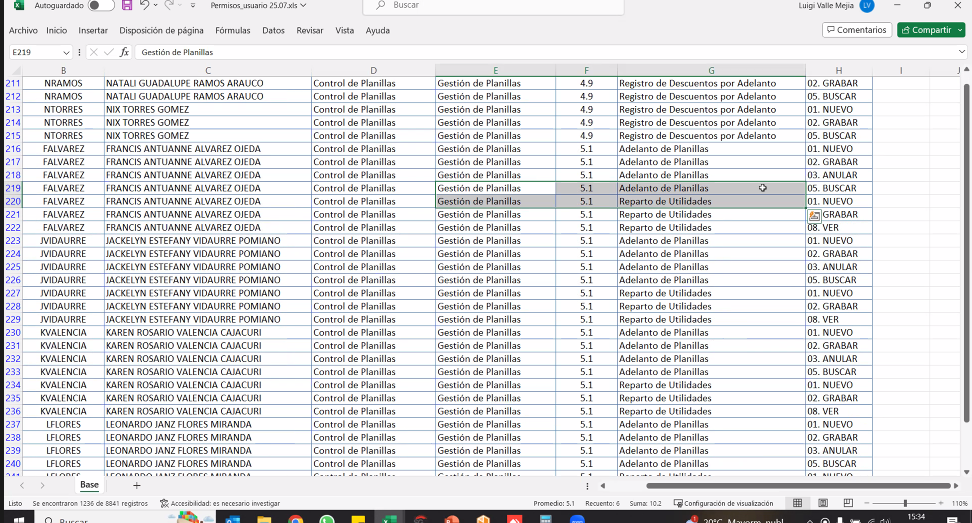 Autoguardado Permisos_usuario 25.07.xls Buscar Luigi Valle Mejia LV
Archivo Inicio Insertar Disposición de página Fórmulas Datos Revisar Vista Ayuda Comentarios Compartir
E219 fx Gestión de Planillas
B C D E F G H I J
211 NRAMOS NATALI GUADALUPE RAMOS ARAUCO Control de Planillas Gestión de Planillas 4.9 Registro de Descuentos por Adelanto 02. GRABAR
212 NRAMOS NATALI GUADALUPE RAMOS ARAUCO Control de Planillas Gestión de Planillas 4.9 Registro de Descuentos por Adelanto 05. BUSCAR
213 NTORRES NIX TORRES GOMEZ Control de Planillas Gestión de Planillas 4.9 Registro de Descuentos por Adelanto 01. NUEVO
214 NTORRES NIX TORRES GOMEZ Control de Planillas Gestión de Planillas 4.9 Registro de Descuentos por Adelanto 02. GRABAR
215 NTORRES NIX TORRES GOMEZ Control de Planillas Gestión de Planillas 4.9 Registro de Descuentos por Adelanto 05. BUSCAR
216 FALVAREZ FRANCIS ANTUANNE ALVAREZ OJEDA Control de Planillas Gestión de Planillas 5.1 Adelanto de Planillas 01. NUEVO
217 FALVAREZ FRANCIS ANTUANNE ALVAREZ OJEDA Control de Planillas Gestión de Planillas 5.1 Adelanto de Planillas 02. GRABAR
218 FALVAREZ FRANCIS ANTUANNE ALVAREZ OJEDA Control de Planillas Gestión de Planillas 5.1 Adelanto de Planillas 03. ANULAR
219 FALVAREZ FRANCIS ANTUANNE ALVAREZ OJEDA Control de Planillas Gestión de Planillas 5.1 Adelanto de Planillas 05. BUSCAR
220 FALVAREZ FRANCIS ANTUANNE ALVAREZ OJEDA Control de Planillas Gestión de Planillas 5.1 Reparto de Utilidades 01. NUEVO
221 FALVAREZ FRANCIS ANTUANNE ALVAREZ OJEDA Control de Planillas Gestión de Planillas 5.1 Reparto de Utilidades GRABAR
222 FALVAREZ FRANCIS ANTUANNE ALVAREZ OJEDA Control de Planillas Gestión de Planillas 5.1 Reparto de Utilidades 08. VER
223 JVIDAURRE JACKELYN ESTEFANY VIDAURRE POMIANO Control de Planillas Gestión de Planillas 5.1 Adelanto de Planillas 01. NUEVO
224 JVIDAURRE JACKELYN ESTEFANY VIDAURRE POMIANO Control de Planillas Gestión de Planillas 5.1 Adelanto de Planillas 02. GRABAR
225 JVIDAURRE JACKELYN ESTEFANY VIDAURRE POMIANO Control de Planillas Gestión de Planillas 5.1 Adelanto de Planillas 03. ANULAR
226 JVIDAURRE JACKELYN ESTEFANY VIDAURRE POMIANO Control de Planillas Gestión de Planillas 5.1 Adelanto de Planillas 05. BUSCAR
227 JVIDAURRE JACKELYN ESTEFANY VIDAURRE POMIANO Control de Planillas Gestión de Planillas 5.1 Reparto de Utilidades 01. NUEVO
228 JVIDAURRE JACKELYN ESTEFANY VIDAURRE POMIANO Control de Planillas Gestión de Planillas 5.1 Reparto de Utilidades 02. GRABAR
229 JVIDAURRE JACKELYN ESTEFANY VIDAURRE POMIANO Control de Planillas Gestión de Planillas 5.1 Reparto de Utilidades 08. VER
230 KVALENCIA KAREN ROSARIO VALENCIA CAJACURI Control de Planillas Gestión de Planillas 5.1 Adelanto de Planillas 01. NUEVO
231 KVALENCIA KAREN ROSARIO VALENCIA CAJACURI Control de Planillas Gestión de Planillas 5.1 Adelanto de Planillas 02. GRABAR
232 KVALENCIA KAREN ROSARIO VALENCIA CAJACURI Control de Planillas Gestión de Planillas 5.1 Adelanto de Planillas 03. ANULAR
233 KVALENCIA KAREN ROSARIO VALENCIA CAJACURI Control de Planillas Gestión de Planillas 5.1 Adelanto de Planillas 05. BUSCAR
234 KVALENCIA KAREN ROSARIO VALENCIA CAJACURI Control de Planillas Gestión de Planillas 5.1 Reparto de Utilidades 01. NUEVO
235 KVALENCIA KAREN ROSARIO VALENCIA CAJACURI Control de Planillas Gestión de Planillas 5.1 Reparto de Utilidades 02. GRABAR
236 KVALENCIA KAREN ROSARIO VALENCIA CAJACURI Control de Planillas Gestión de Planillas 5.1 Reparto de Utilidades 08. VER
237 LFLORES LEONARDO JANZ FLORES MIRANDA Control de Planillas Gestión de Planillas 5.1 Adelanto de Planillas 01. NUEVO
238 LFLORES LEONARDO JANZ FLORES MIRANDA Control de Planillas Gestión de Planillas 5.1 Adelanto de Planillas 02. GRABAR
239 LFLORES LEONARDO JANZ FLORES MIRANDA Control de Planillas Gestión de Planillas 5.1 Adelanto de Planillas 03. ANULAR
240 LFLORES LEONARDO JANZ FLORES MIRANDA Control de Planillas Gestión de Planillas 5.1 Adelanto de Planillas 05. BUSCAR
Base
Listo Se encontraron 1236 de 8841 registros Accesibilidad: es necesario investigar Promedio: 5.1 Recuento: 6 Suma: 10.2 Configuración de visualización 110%
Buscar 20°C 15:34